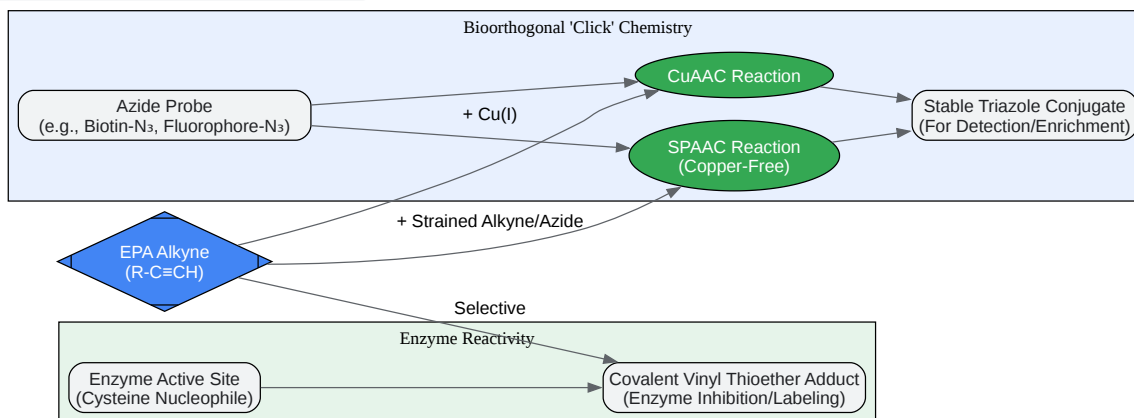 Bioorthogonal 'Click' Chemistry
CuAAC Reaction
Azide Probe
(e.g., Biotin-N₃, Fluorophore-N₃)
+ Cu(I)
Stable Triazole Conjugate
(For Detection/Enrichment)
SPAAC Reaction
(Copper-Free)
+ Strained Alkyne/Azide
EPA Alkyne
(R-C≡CH)
Selective
Enzyme Reactivity
Enzyme Active Site
(Cysteine Nucleophile)
Covalent Vinyl Thioether Adduct
(Enzyme Inhibition/Labeling)